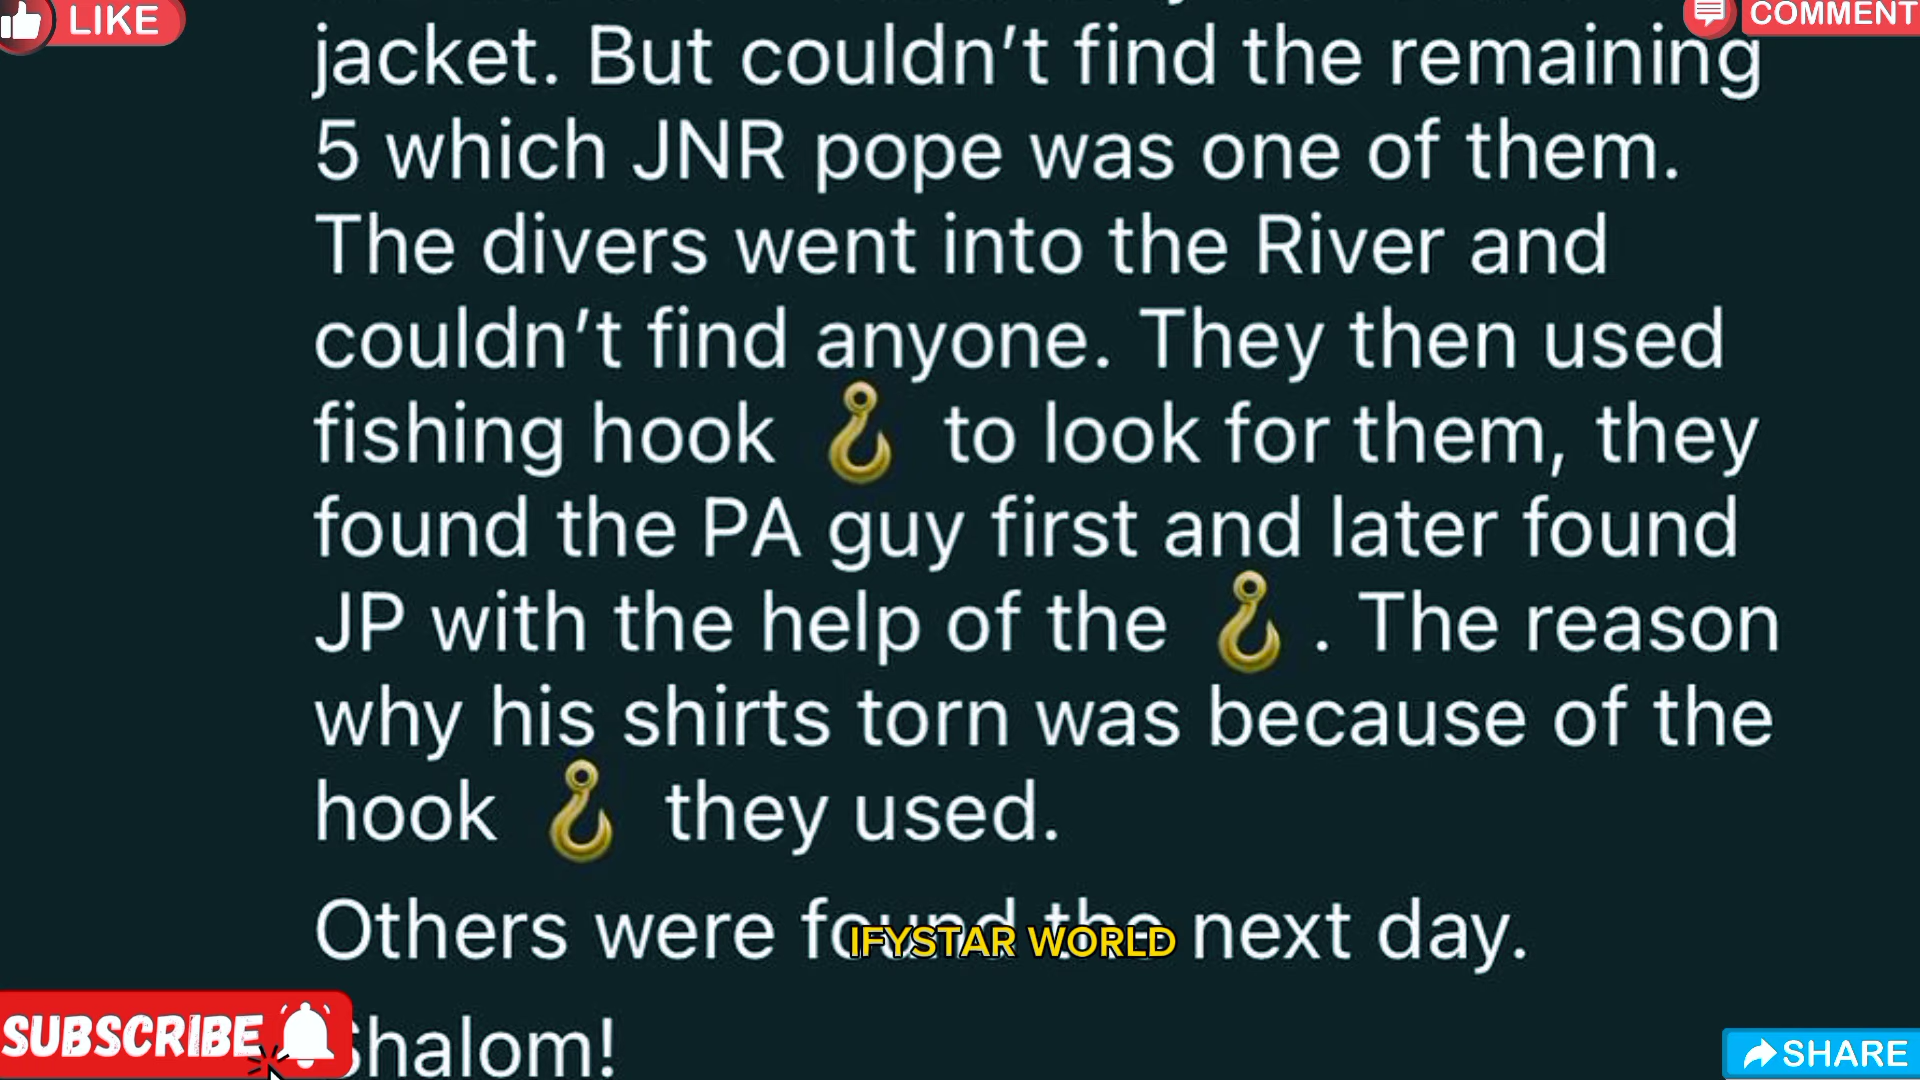 LIKE
COMMENT
jacket. But couldn’t find the remaining
5 which JNR pope was one of them.
The divers went into the River and
couldn’t find anyone. They then used
fishing hook 🪝 to look for them, they
found the PA guy first and later found
JP with the help of the 🪝 . The reason
why his shirts torn was because of the
hook 🪝 they used.
Others were found the next day.
IFYSTAR WORLD
SUBSCRIBE
Shalom!
SHARE